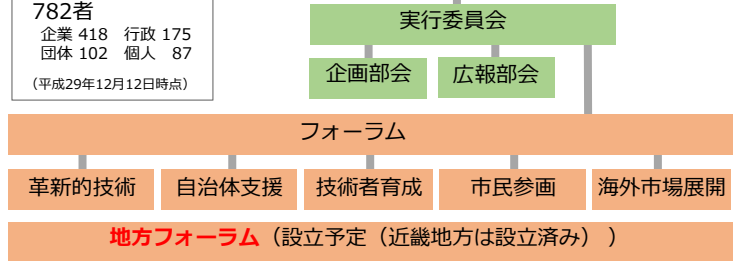 782者
企業 418 行政 175
団体 102 個人 87
（平成29年12月12日時点）
実行委員会
企画部会 広報部会
フォーラム
革新的技術 自治体支援 技術者育成 市民参画 海外市場展開
地方フォーラム（設立予定（近畿地方は設立済み） ）